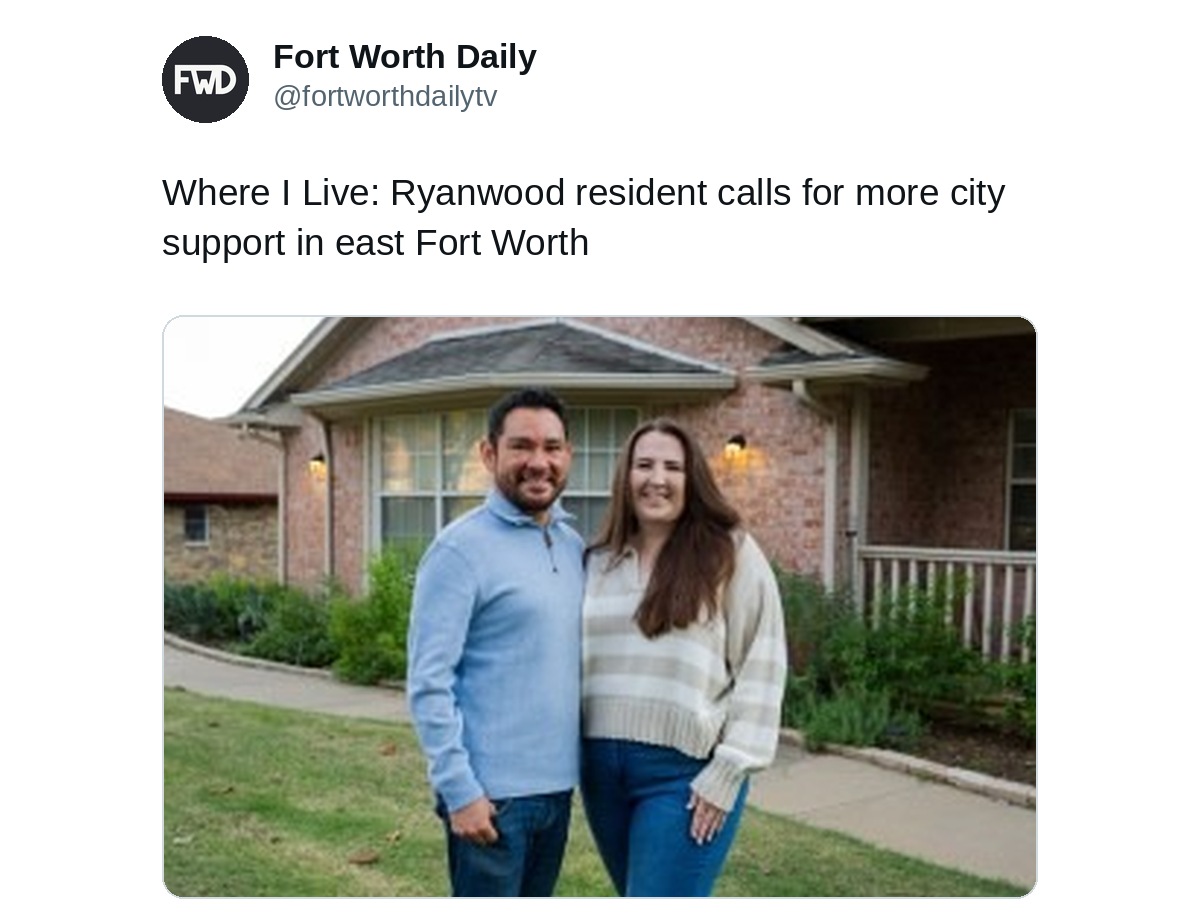 FWD
Fort Worth Daily
@fortworthdailytv
Where I Live: Ryanwood resident calls for more city
support in east Fort Worth